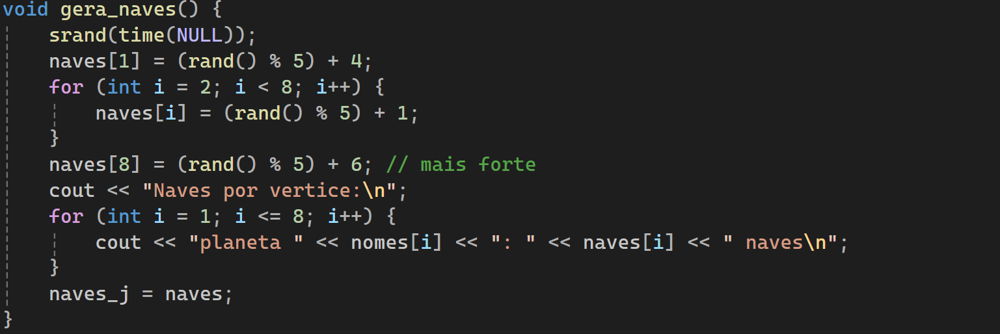 void gera_naves() {
    srand(time(NULL));
    naves[1] = (rand() % 5) + 4;
    for (int i = 2; i < 8; i++) {
        naves[i] = (rand() % 5) + 1;
    }
    naves[8] = (rand() % 5) + 6; // mais forte
    cout << "Naves por vertice:\n";
    for (int i = 1; i <= 8; i++) {
        cout << "planeta " << nomes[i] << ": " << naves[i] << " naves\n";
    }
    naves_j = naves;
}